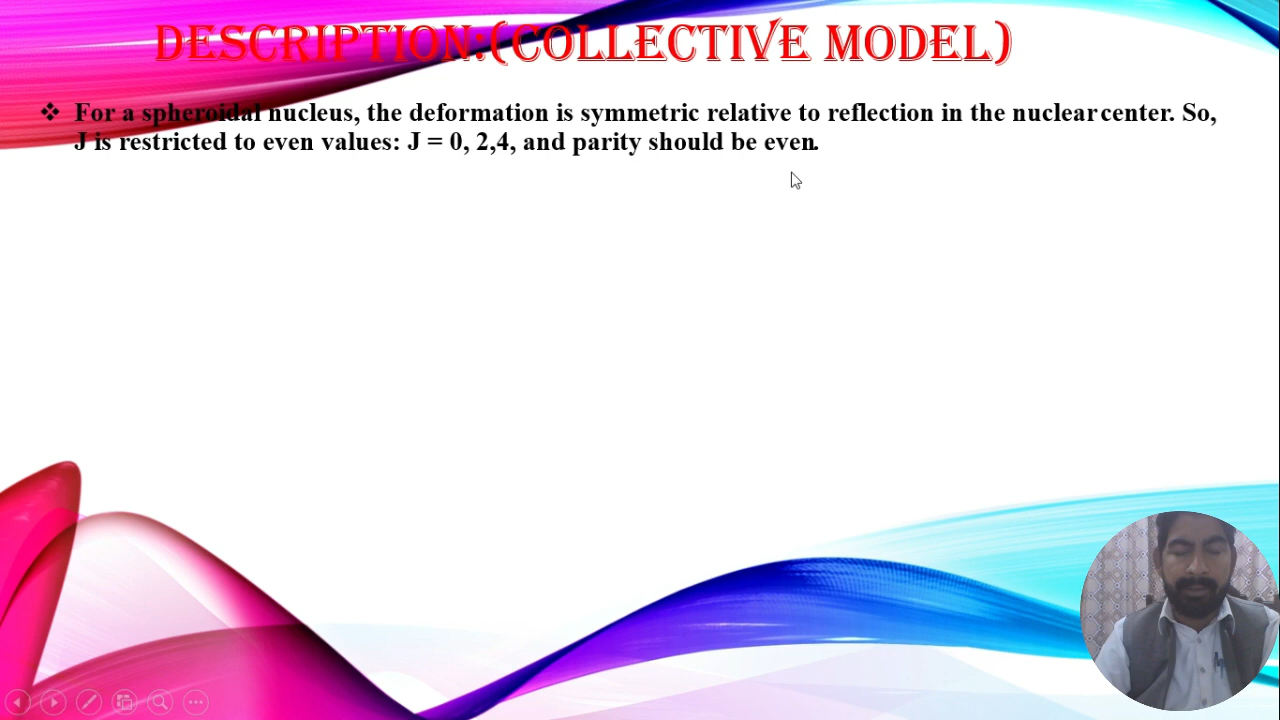 DESCRIPTION:(COLLECTIVE MODEL)
❖ For a spheroidal nucleus, the deformation is symmetric relative to reflection in the nuclear center. So,
J is restricted to even values: J = 0, 2,4, and parity should be even.